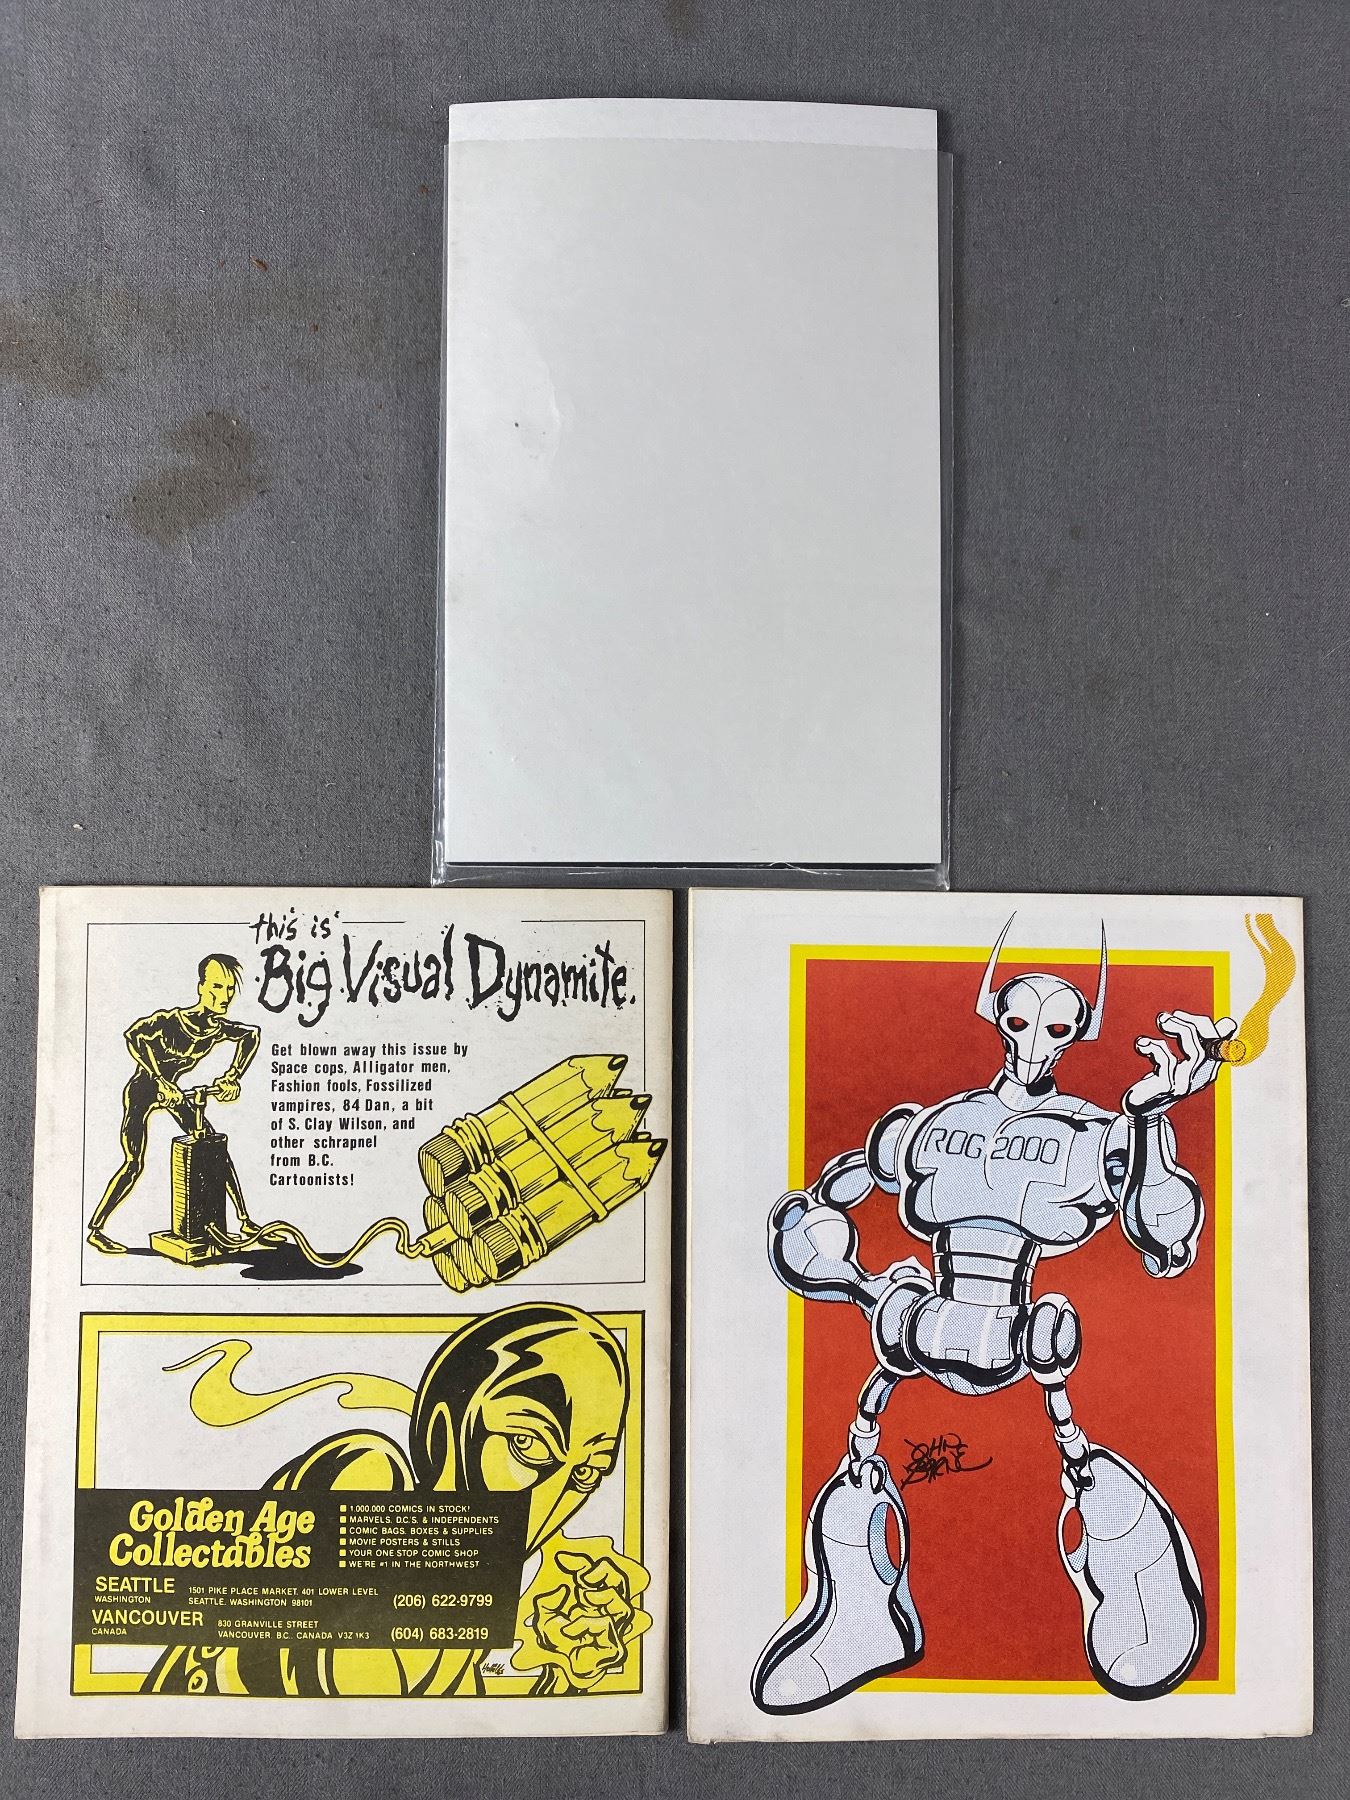 this is
Big Visual Dynamite.
Get blown away this issue by
Space cops, Alligator men,
Fashion fools, Fossilized
vampires, 84 Dan, a bit
of S. Clay Wilson, and
other schrapnel
from B.C.
Cartoonists!
Golden Age
Collectables
1,000,000 COMICS IN STOCK!
MARVELS, D.C.'S. & INDEPENDENTS
COMIC BAGS, BOXES & SUPPLIES
MOVIE POSTERS & STILLS
YOUR ONE STOP COMIC SHOP
WE'RE #1 IN THE NORTHWEST
SEATTLE
WASHINGTON
1501 PIKE PLACE MARKET. 401 LOWER LEVEL
SEATTLE, WASHINGTON 98101
(206) 622-9799
VANCOUVER
CANADA
830 GRANVILLE STREET
VANCOUVER, B.C., CANADA V3Z 1K3
(604) 683-2819
ROG 2000
JOHN
BYRNE